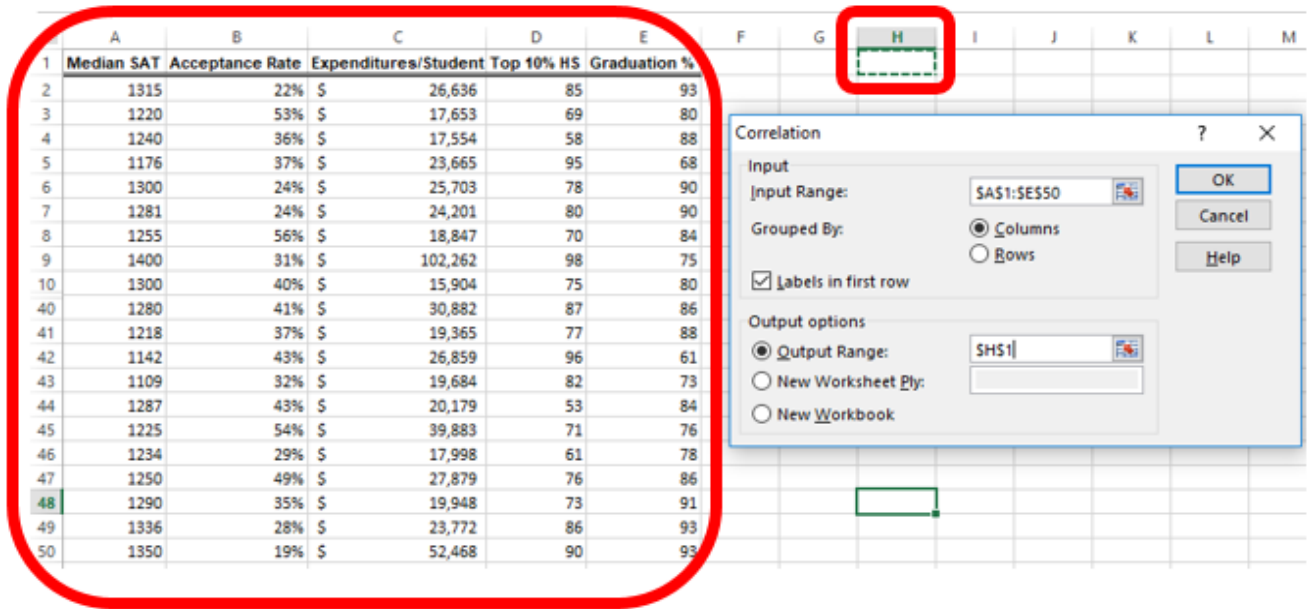 A B C D E F G H I J K L M
1 Median SAT Acceptance Rate Expenditures/Student Top 10% HS Graduation %
2 1315 22% $ 26,636 85 93
3 1220 53% $ 17,653 69 80
4 1240 36% $ 17,554 58 88
5 1176 37% $ 23,665 95 68
6 1300 24% $ 25,703 78 90
7 1281 24% $ 24,201 80 90
8 1255 56% $ 18,847 70 84
9 1400 31% $ 102,262 98 75
10 1300 40% $ 15,904 75 80
40 1280 41% $ 30,882 87 86
41 1218 37% $ 19,365 77 88
42 1142 43% $ 26,859 96 61
43 1109 32% $ 19,684 82 73
44 1287 43% $ 20,179 53 84
45 1225 54% $ 39,883 71 76
46 1234 29% $ 17,998 61 78
47 1250 49% $ 27,879 76 86
48 1290 35% $ 19,948 73 91
49 1336 28% $ 23,772 86 93
50 1350 19% $ 52,468 90 93
Correlation ? ×
Input
Input Range: $A$1:$E$50
Grouped By: Columns
Rows
Labels in first row
Output options
Output Range: $H$1
New Worksheet Ply:
New Workbook
OK
Cancel
Help